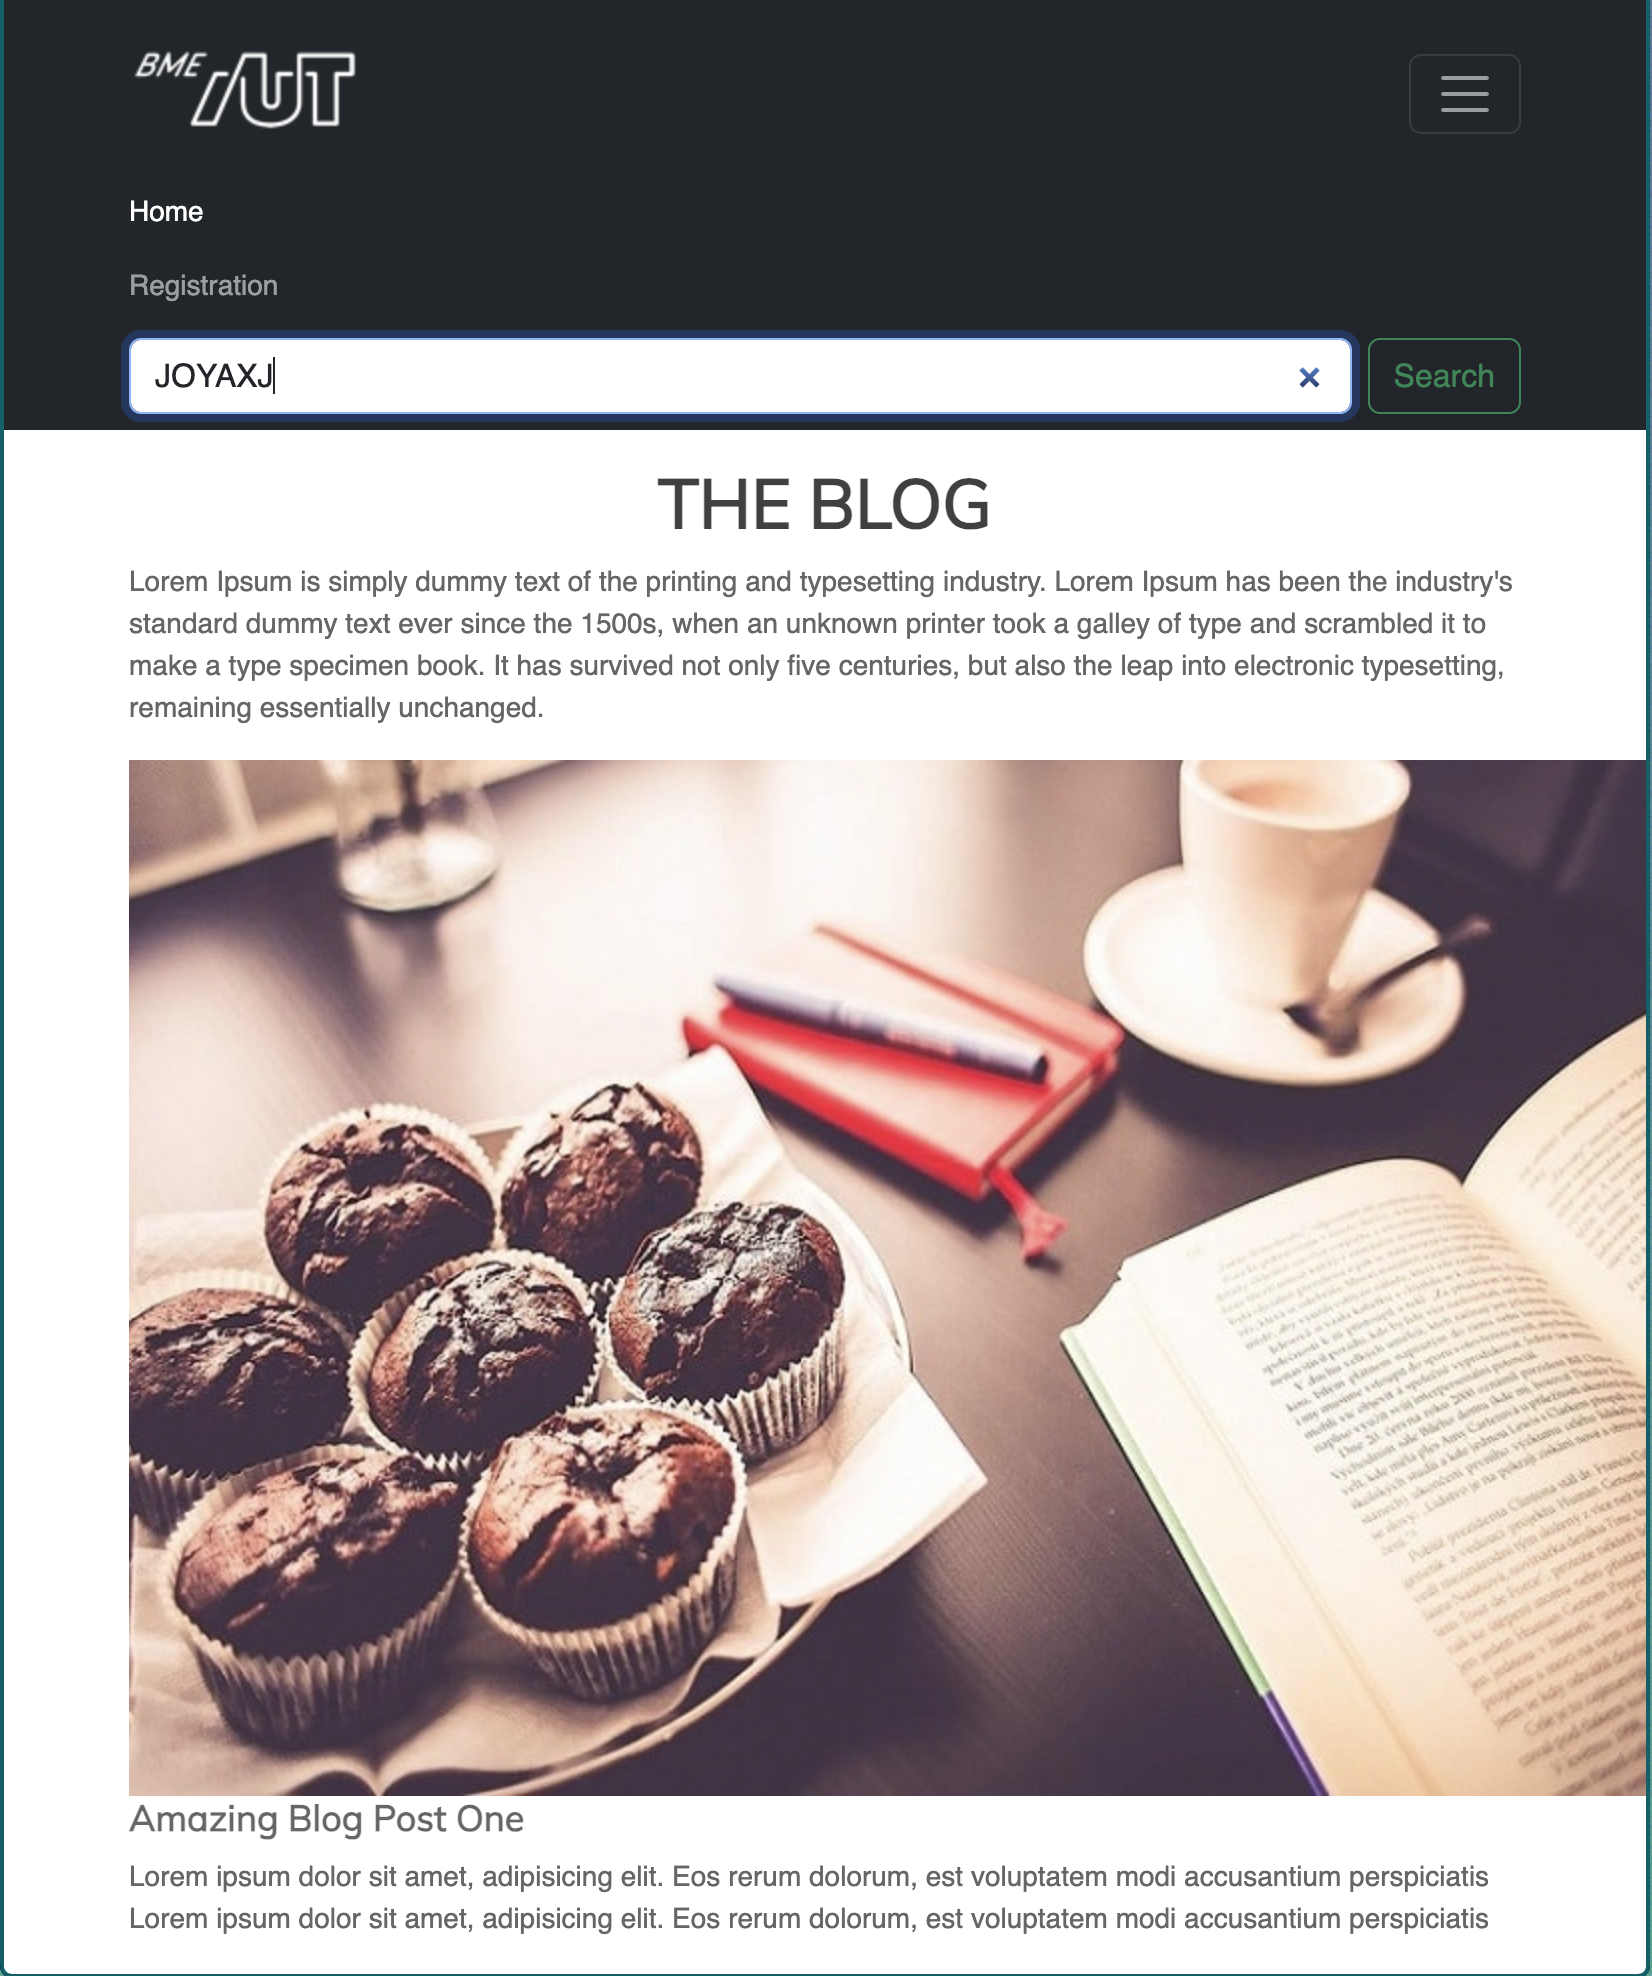 BME AUT
Home
Registration
JOYAXJ
Search
THE BLOG
Lorem Ipsum is simply dummy text of the printing and typesetting industry. Lorem Ipsum has been the industry's
standard dummy text ever since the 1500s, when an unknown printer took a galley of type and scrambled it to
make a type specimen book. It has survived not only five centuries, but also the leap into electronic typesetting,
remaining essentially unchanged.
Amazing Blog Post One
Lorem ipsum dolor sit amet, adipisicing elit. Eos rerum dolorum, est voluptatem modi accusantium perspiciatis
Lorem ipsum dolor sit amet, adipisicing elit. Eos rerum dolorum, est voluptatem modi accusantium perspiciatis